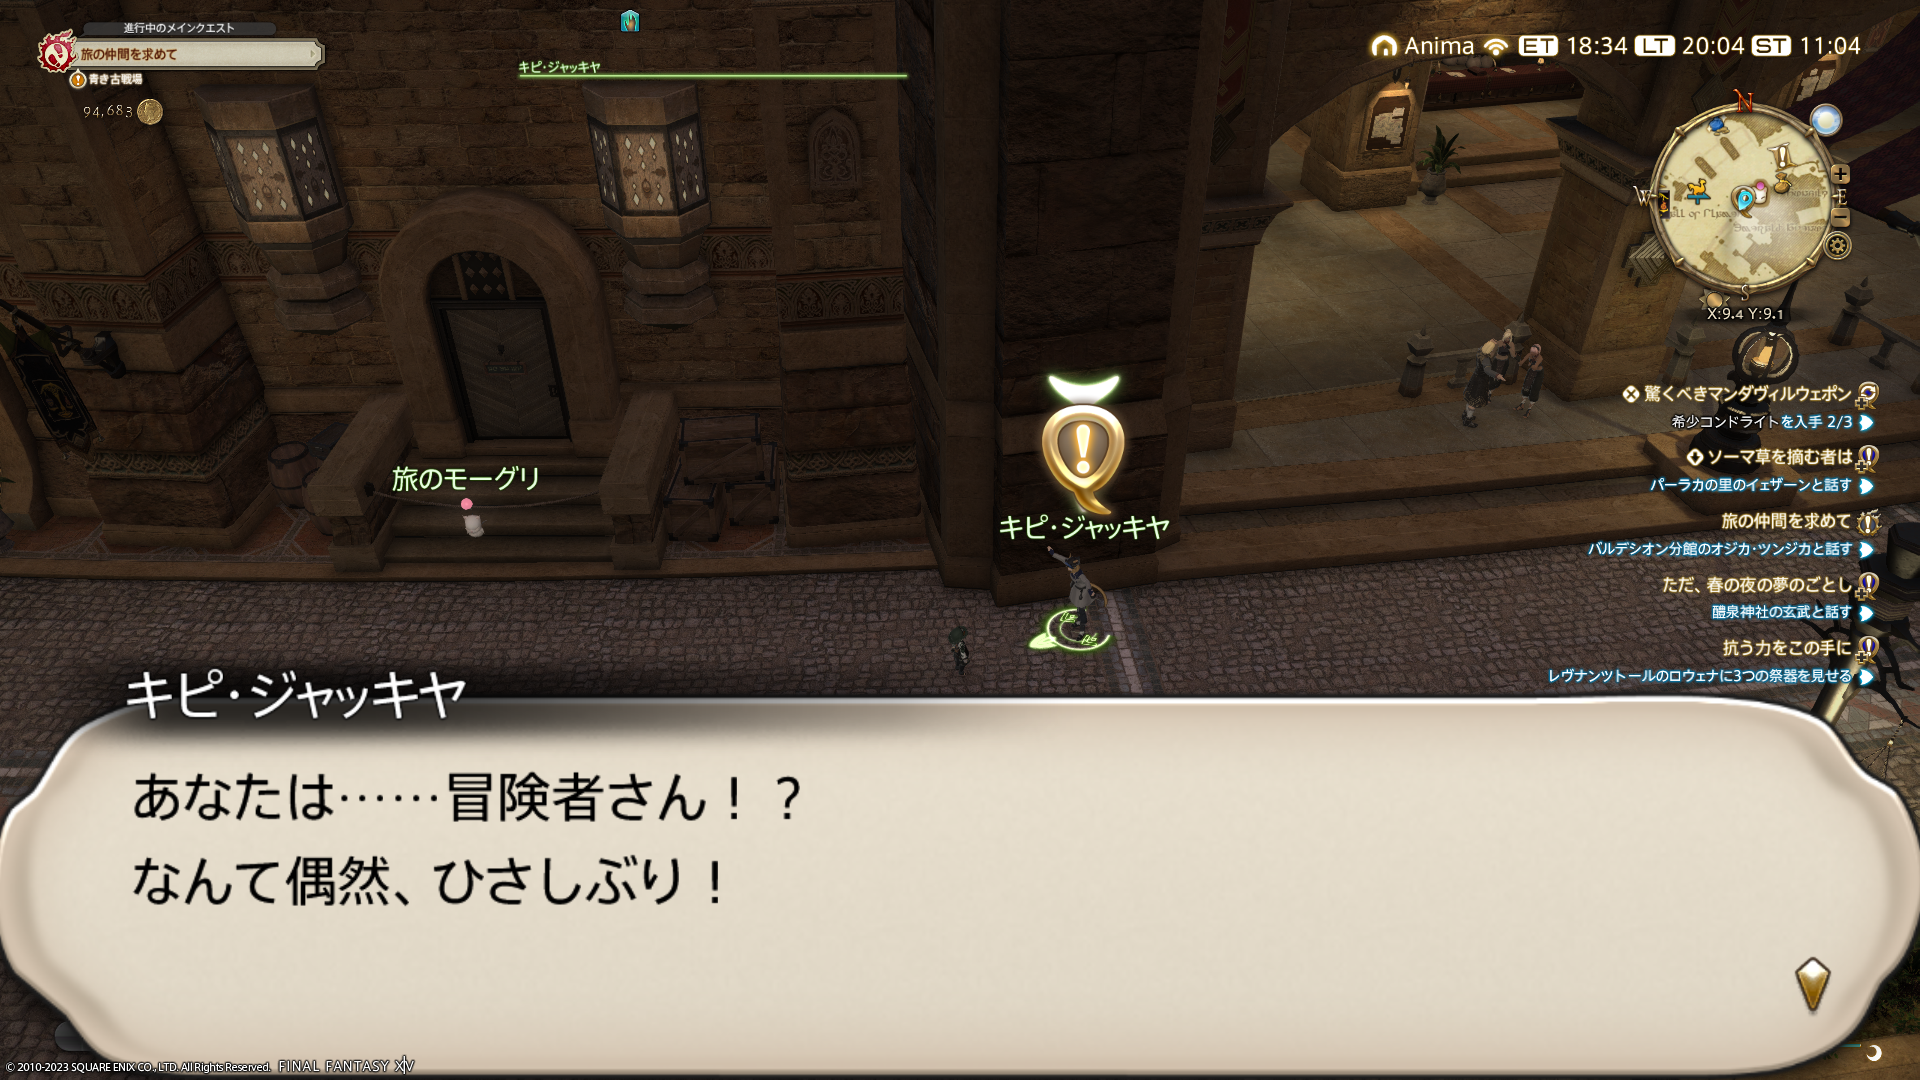 進行中のメインクエスト
旅の仲間を求めて
青き古戦場
94,683
キピ・ジャッキヤ
Anima ET 18:34 LT 20:04 ST 11:04
N
W
E
S
X:9.4 Y:9.1
驚くべきマンダヴィルウェポン
希少コンドライトを入手 2/3
ソーマ草を摘む者は
パーラカの里のイェザーンと話す
旅の仲間を求めて
バルデシオン分館のオジカ・ツンジカと話す
ただ、春の夜の夢のごとし
醴泉神社の玄武と話す
抗う力をこの手に
レヴナンツトールのロウェナに3つの祭器を見せる
旅のモーグリ
キピ・ジャッキヤ
キピ・ジャッキヤ
あなたは……冒険者さん！？
なんて偶然、ひさしぶり！
© 2010-2023 SQUARE ENIX CO., LTD. All Rights Reserved. FINAL FANTASY XIV